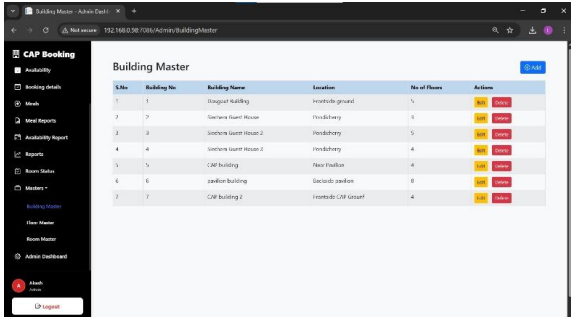 Building Master - Admin Dashb
Not secure 192.168.0.98:7086/Admin/BuildingMaster
CAP Booking
Availability
Booking details
Meals
Meal Reports
Availability Report
Reports
Room Status
Masters
Building Master
Floor Master
Room Master
Admin Dashboard
A Akash
Admin
Logout
Building Master
Add
S.No Building No Building Name Location No of Floors Actions
1 1 Building Frontside ground 5 Edit Delete
2 2 Siechem Guest House Pondicherry 3 Edit Delete
3 3 Siechem Guest House 2 Pondicherry 5 Edit Delete
4 4 Siechem Guest House 3 Pondicherry 4 Edit Delete
5 5 CAP building Near Pavilion 4 Edit Delete
6 6 pavilion building Backside pavilion 8 Edit Delete
7 7 CAP building 2 Frontside CAP Ground 4 Edit Delete